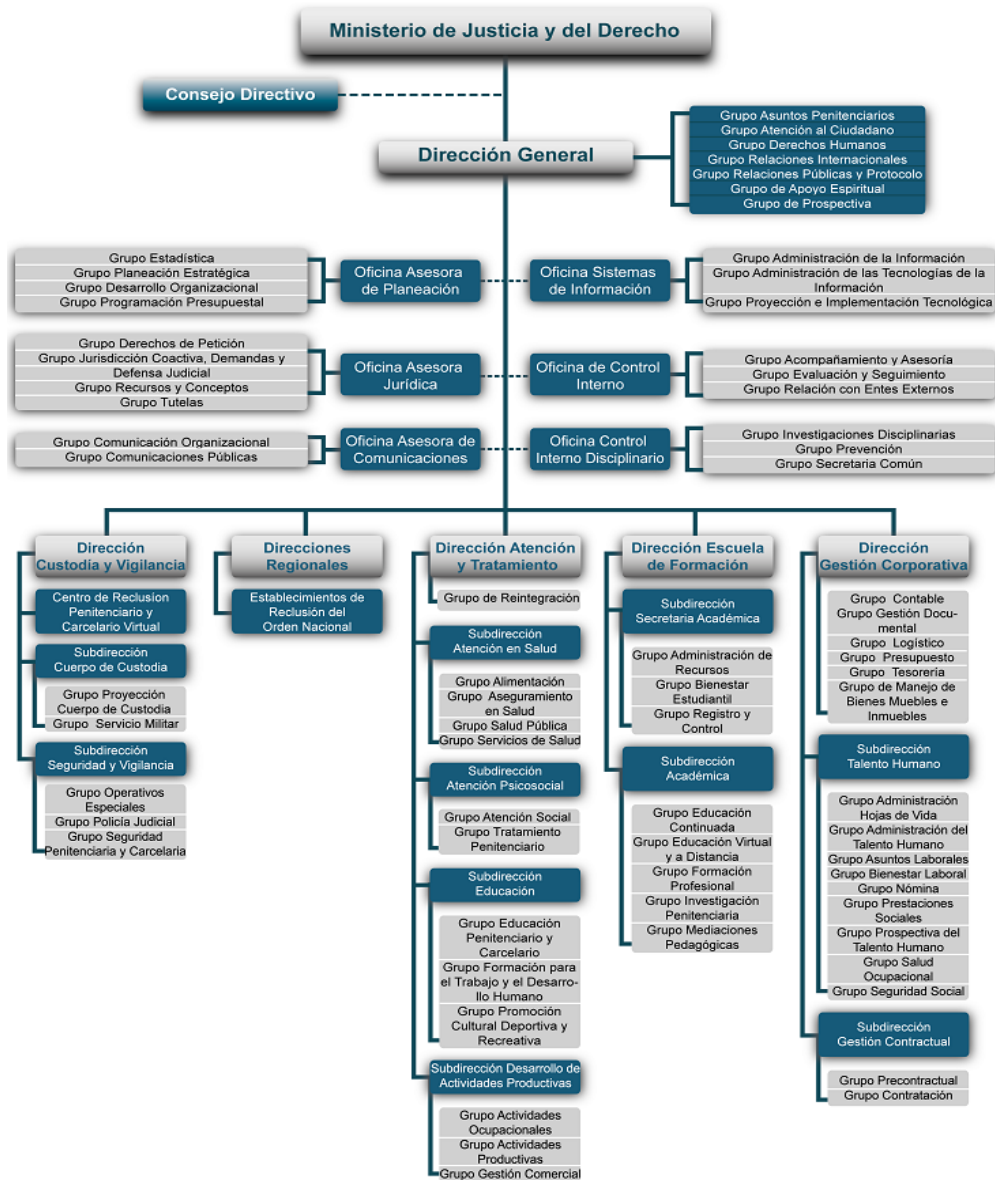 Ministerio de Justicia y del Derecho
Consejo Directivo
Dirección General
Grupo Asuntos Penitenciarios
Grupo Atención al Ciudadano
Grupo Derechos Humanos
Grupo Relaciones Internacionales
Grupo Relaciones Públicas y Protocolo
Grupo de Apoyo Espiritual
Grupo de Prospectiva
Grupo Estadística
Grupo Planeación Estratégica
Grupo Desarrollo Organizacional
Grupo Programación Presupuestal
Oficina Asesora
de Planeación
Oficina Sistemas
de Información
Grupo Administración de la Información
Grupo Administración de las Tecnologías de la
Información
Grupo Proyección e Implementación Tecnológica
Grupo Derechos de Petición
Grupo Jurisdicción Coactiva, Demandas y
Defensa Judicial
Grupo Recursos y Conceptos
Grupo Tutelas
Oficina Asesora
Jurídica
Oficina de Control
Interno
Grupo Acompañamiento y Asesoría
Grupo Evaluación y Seguimiento
Grupo Relación con Entes Externos
Grupo Comunicación Organizacional
Grupo Comunicaciones Públicas
Oficina Asesora de
Comunicaciones
Oficina Control
Interno Disciplinario
Grupo Investigaciones Disciplinarias
Grupo Prevención
Grupo Secretaria Común
Dirección
Custodia y Vigilancia
Centro de Reclusion
Penitenciario y
Carcelario Virtual
Subdirección
Cuerpo de Custodia
Grupo Proyección
Cuerpo de Custodia
Grupo Servicio Militar
Subdirección
Seguridad y Vigilancia
Grupo Operativos
Especiales
Grupo Policía Judicial
Grupo Seguridad
Penitenciaria y Carcelaria
Direcciones
Regionales
Establecimientos de
Reclusión del
Orden Nacional
Dirección Atención
y Tratamiento
Grupo de Reintegración
Subdirección
Atención en Salud
Grupo Alimentación
Grupo Aseguramiento
en Salud
Grupo Salud Pública
Grupo Servicios de Salud
Subdirección
Atención Psicosocial
Grupo Atención Social
Grupo Tratamiento
Penitenciario
Subdirección
Educación
Grupo Educación
Penitenciario y
Carcelario
Grupo Formación para
el Trabajo y el Desarro-
llo Humano
Grupo Promoción
Cultural Deportiva y
Recreativa
Subdirección Desarrollo de
Actividades Productivas
Grupo Actividades
Ocupacionales
Grupo Actividades
Productivas
Grupo Gestión Comercial
Dirección Escuela
de Formación
Subdirección
Secretaria Académica
Grupo Administración de
Recursos
Grupo Bienestar
Estudiantil
Grupo Registro y
Control
Subdirección
Académica
Grupo Educación
Continuada
Grupo Educación Virtual
y a Distancia
Grupo Formación
Profesional
Grupo Investigación
Penitenciaria
Grupo Mediaciones
Pedagógicas
Dirección
Gestión Corporativa
Grupo Contable
Grupo Gestión Docu-
mental
Grupo Logístico
Grupo Presupuesto
Grupo Tesorería
Grupo de Manejo de
Bienes Muebles e
Inmuebles
Subdirección
Talento Humano
Grupo Administración
Hojas de Vida
Grupo Administración del
Talento Humano
Grupo Asuntos Laborales
Grupo Bienestar Laboral
Grupo Nómina
Grupo Prestaciones
Sociales
Grupo Prospectiva del
Talento Humano
Grupo Salud
Ocupacional
Grupo Seguridad Social
Subdirección
Gestión Contractual
Grupo Precontractual
Grupo Contratación